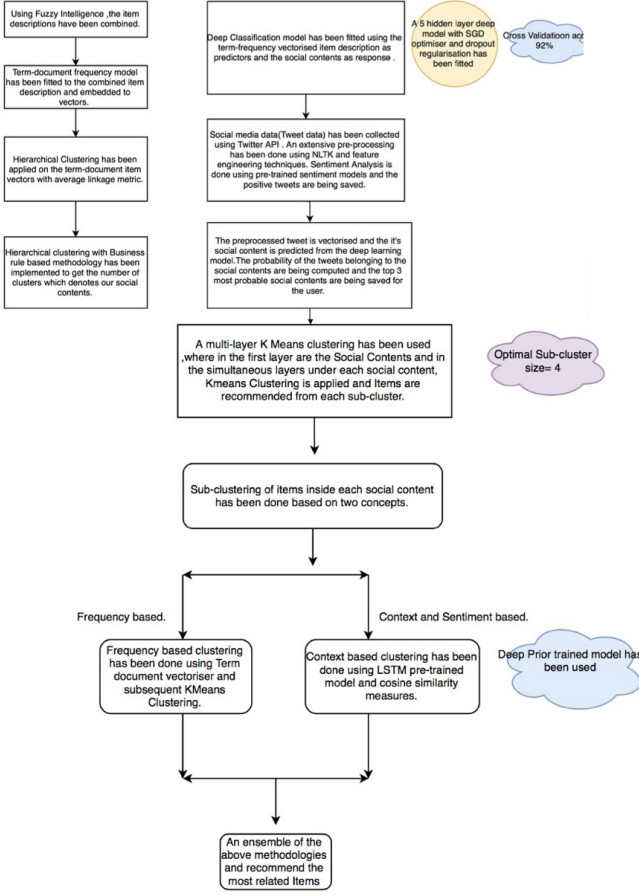 Using Fuzzy Intelligence ,the item
descriptions have been combined.
Term-document frequency model
has been fitted to the combined item
description and embedded to
vectors.
Hierarchical Clustering has been
applied on the term-document item
vectors with average linkage metric.
Hierarchical clustering with Business
rule based methodology has been
implemented to get the number of
clusters which denotes our social
contents.
Deep Classification model has been fitted using the
term-frequency vectorised item description as
predictors and the social contents as response .
A 5 hidden layer deep
model with SGD
optimiser and dropout
regularisation has
been fitted
Cross Validatioon acc
92%
Social media data(Tweet data) has been collected
using Twitter API . An extensive pre-processing
has been done using NLTK and feature
engineering techniques. Sentiment Analysis is
done using pre-trained sentiment models and the
positive tweets are being saved.
The preprocessed tweet is vectorised and the it's
social content is predicted from the deep learning
model.The probability of the tweets belonging to the
social contents are being computed and the top 3
most probable social contents are being saved for
the user.
A multi-layer K Means clustering has been used
,where in the first layer are the Social Contents and in
the simultaneous layers under each social content,
Kmeans Clustering is applied and Items are
recommended from each sub-cluster.
Optimal Sub-cluster
size= 4
Sub-clustering of items inside each social content
has been done based on two concepts.
Frequency based.
Context and Sentiment based.
Frequency based clustering
has been done using Term
document vectoriser and
subsequent KMeans
Clustering.
Context based clustering has been
done using LSTM pre-trained
model and cosine similarity
measures.
Deep Prior trained model has
been used
An ensemble of the
above methodologies
and recommend the
most related Items